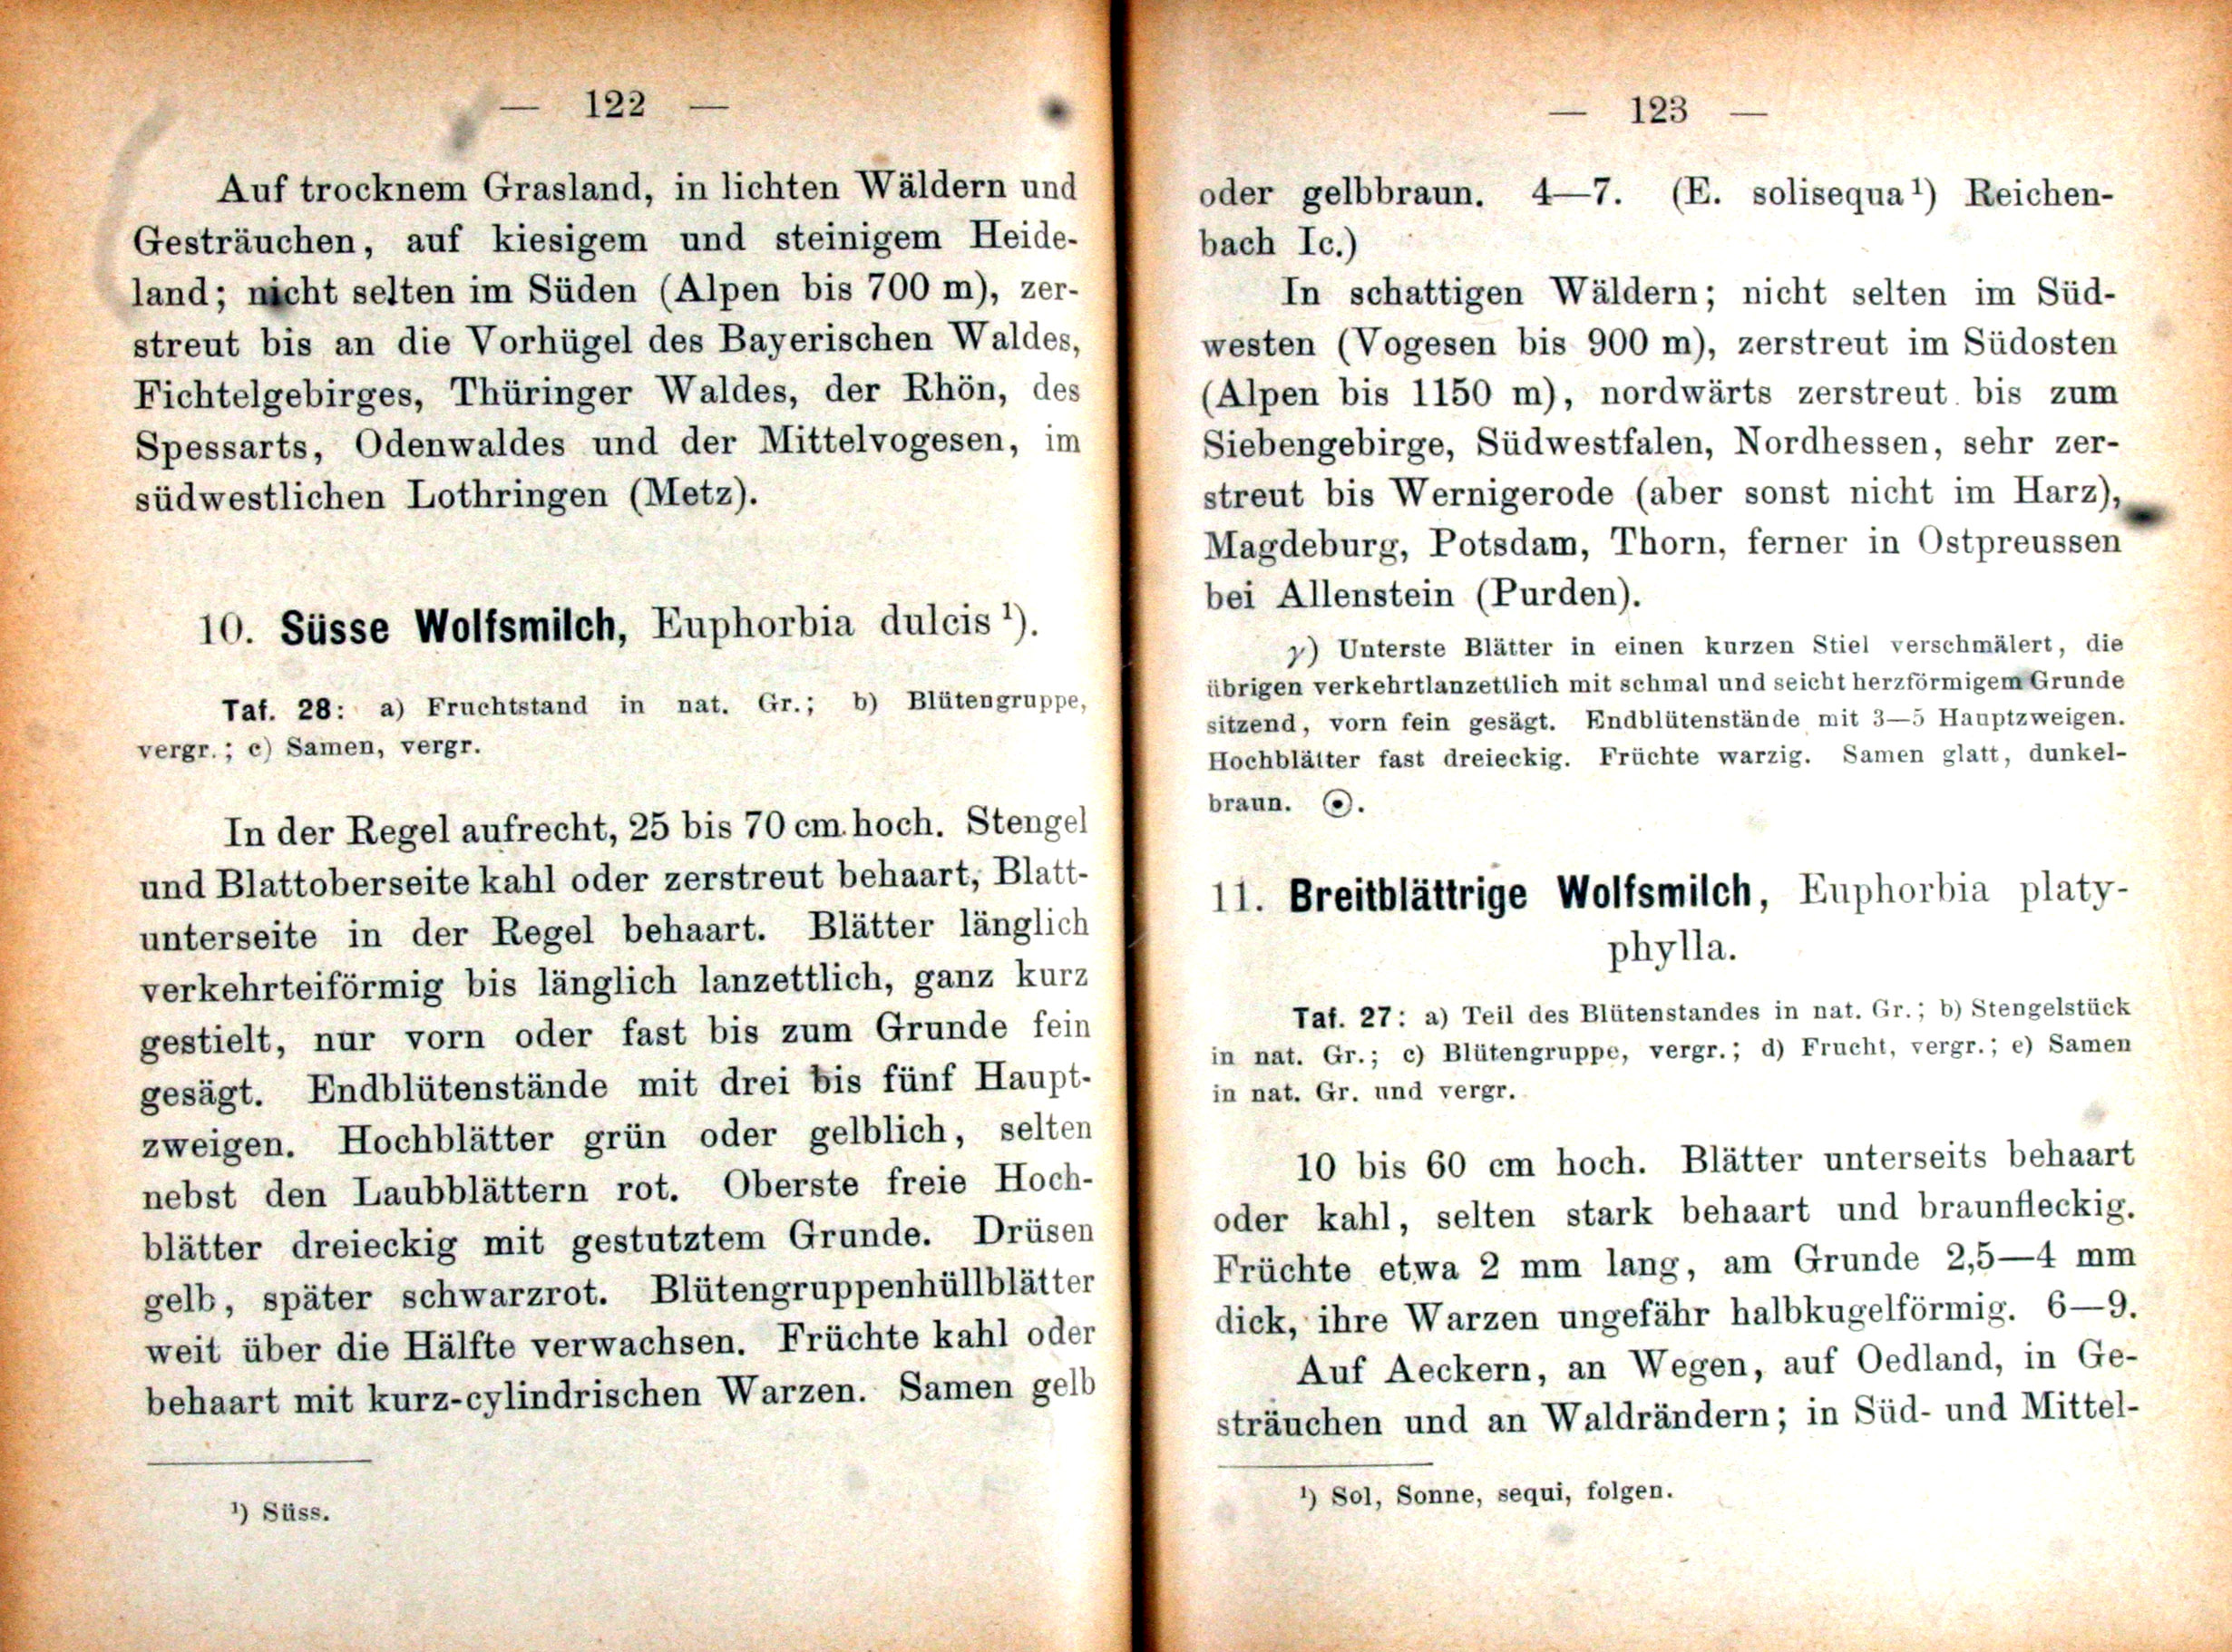 — 122 —
Auf trocknem Grasland, in lichten Wäldern und
Gesträuchen, auf kiesigem und steinigem Heide-
land; nicht selten im Süden (Alpen bis 700 m), zer-
streut bis an die Vorhügel des Bayerischen Waldes,
Fichtelgebirges, Thüringer Waldes, der Rhön, des
Spessarts, Odenwaldes und der Mittelvogesen, im
südwestlichen Lothringen (Metz).
10. Süsse Wolfsmilch, Euphorbia dulcis ¹).
Taf. 28: a) Fruchtstand in nat. Gr.; b) Blütengruppe,
vergr.; c) Samen, vergr.
In der Regel aufrecht, 25 bis 70 cm hoch. Stengel
und Blattoberseite kahl oder zerstreut behaart, Blatt-
unterseite in der Regel behaart. Blätter länglich
verkehrteiförmig bis länglich lanzettlich, ganz kurz
gestielt, nur vorn oder fast bis zum Grunde fein
gesägt. Endblütenstände mit drei bis fünf Haupt-
zweigen. Hochblätter grün oder gelblich, selten
nebst den Laubblättern rot. Oberste freie Hoch-
blätter dreieckig mit gestutztem Grunde. Drüsen
gelb, später schwarzrot. Blütengruppenhüllblätter
weit über die Hälfte verwachsen. Früchte kahl oder
behaart mit kurz-cylindrischen Warzen. Samen gelb
¹) Süss.
— 123 —
oder gelbbraun. 4—7. (E. solisequa ¹) Reichen-
bach Ic.)
In schattigen Wäldern; nicht selten im Süd-
westen (Vogesen bis 900 m), zerstreut im Südosten
(Alpen bis 1150 m), nordwärts zerstreut bis zum
Siebengebirge, Südwestfalen, Nordhessen, sehr zer-
streut bis Wernigerode (aber sonst nicht im Harz),
Magdeburg, Potsdam, Thorn, ferner in Ostpreussen
bei Allenstein (Purden).
γ) Unterste Blätter in einen kurzen Stiel verschmälert, die
übrigen verkehrtlanzettlich mit schmal und seicht herzförmigem Grunde
sitzend, vorn fein gesägt. Endblütenstände mit 3—5 Hauptzweigen.
Hochblätter fast dreieckig. Früchte warzig. Samen glatt, dunkel-
braun. ⊙.
11. Breitblättrige Wolfsmilch, Euphorbia platy-
phylla.
Taf. 27: a) Teil des Blütenstandes in nat. Gr.; b) Stengelstück
in nat. Gr.; c) Blütengruppe, vergr.; d) Frucht, vergr.; e) Samen
in nat. Gr. und vergr.
10 bis 60 cm hoch. Blätter unterseits behaart
oder kahl, selten stark behaart und braunfleckig.
Früchte etwa 2 mm lang, am Grunde 2,5—4 mm
dick, ihre Warzen ungefähr halbkugelförmig. 6—9.
Auf Aeckern, an Wegen, auf Oedland, in Ge-
sträuchen und an Waldrändern; in Süd- und Mittel-
¹) Sol, Sonne, sequi, folgen.